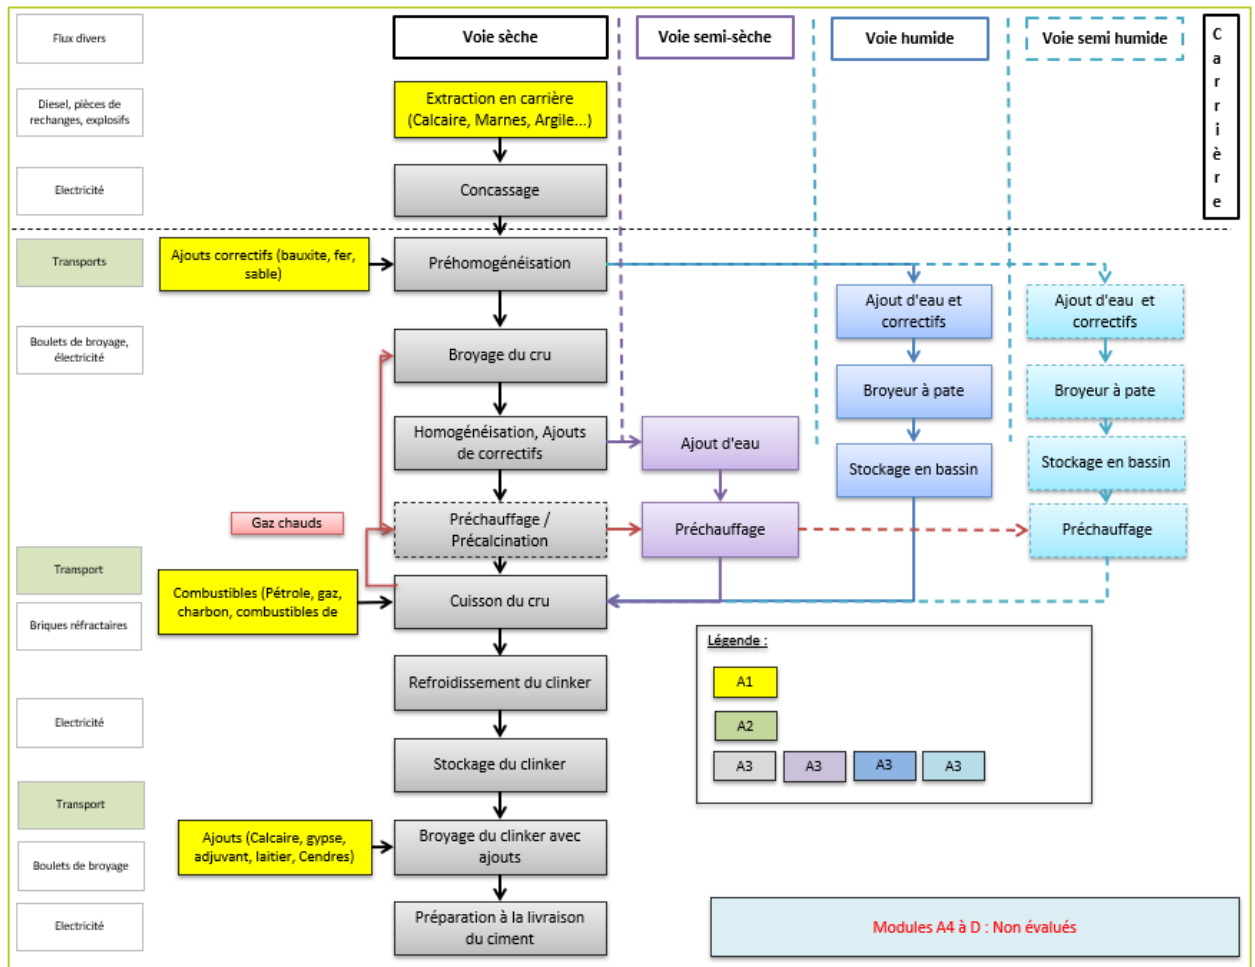 Flux divers
Voie sèche
Voie semi-sèche
Voie humide
Voie semi humide
C
a
r
r
i
è
r
e
Diesel, pièces de
rechanges, explosifs
Extraction en carrière
(Calcaire, Marnes, Argile...)
Electricité
Concassage
Transports
Ajouts correctifs (bauxite, fer,
sable)
Préhomogénéisation
Ajout d'eau et
correctifs
Ajout d'eau et
correctifs
Boulets de broyage,
électricité
Broyage du cru
Broyeur à pate
Broyeur à pate
Homogénéisation, Ajouts
de correctifs
Ajout d'eau
Stockage en bassin
Stockage en bassin
Gaz chauds
Préchauffage /
Précalcination
Préchauffage
Préchauffage
Transport
Combustibles (Pétrole, gaz,
charbon, combustibles de
Cuisson du cru
Briques réfractaires
Légende :
A1
A2
A3
A3
A3
A3
Refroidissement du clinker
Electricité
Stockage du clinker
Transport
Ajouts (Calcaire, gypse,
adjuvant, laitier, Cendres)
Broyage du clinker avec
ajouts
Boulets de broyage
Electricité
Préparation à la livraison
du ciment
Modules A4 à D : Non évalués